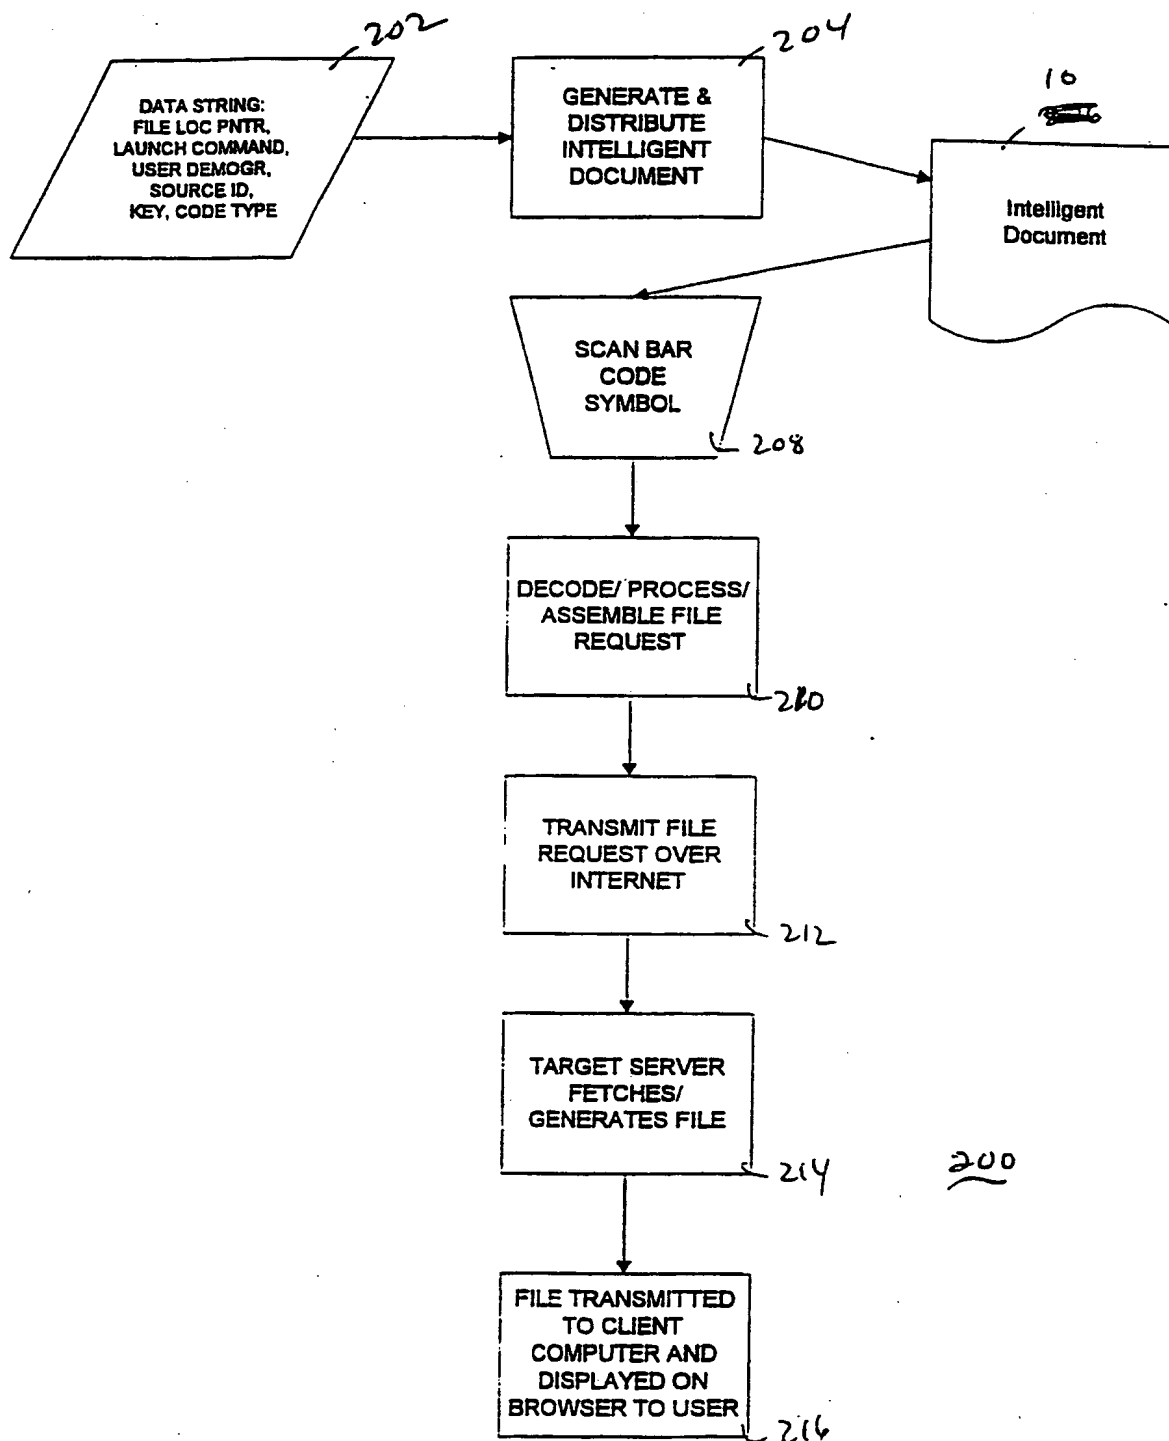 202
DATA STRING:
FILE LOC PNTR,
LAUNCH COMMAND,
USER DEMOGR,
SOURCE ID,
KEY, CODE TYPE
204
GENERATE &
DISTRIBUTE
INTELLIGENT
DOCUMENT
10
Intelligent
Document
SCAN BAR
CODE
SYMBOL
208
DECODE/ PROCESS/
ASSEMBLE FILE
REQUEST
210
TRANSMIT FILE
REQUEST OVER
INTERNET
212
TARGET SERVER
FETCHES/
GENERATES FILE
214
200
FILE TRANSMITTED
TO CLIENT
COMPUTER AND
DISPLAYED ON
BROWSER TO USER
216